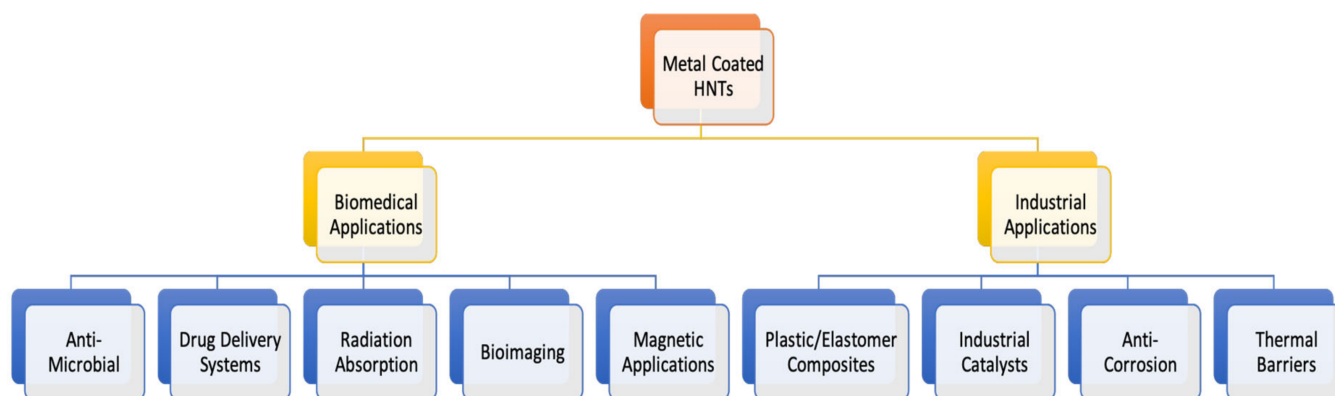 Metal Coated
HNTs
Biomedical
Applications
Industrial
Applications
Anti-
Microbial
Drug Delivery
Systems
Radiation
Absorption
Bioimaging
Magnetic
Applications
Plastic/Elastomer
Composites
Industrial
Catalysts
Anti-
Corrosion
Thermal
Barriers